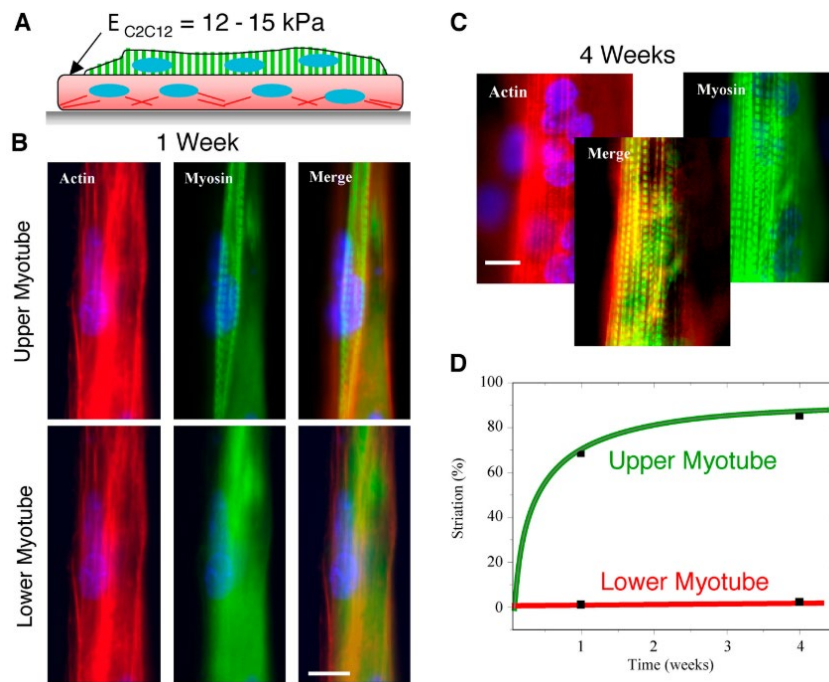 A
E C2C12 = 12 - 15 kPa
B
1 Week
Actin
Myosin
Merge
Upper Myotube
Lower Myotube
C
4 Weeks
Actin
Myosin
Merge
D
100
80
60
40
20
0
Striation (%)
Upper Myotube
Lower Myotube
1
2
3
4
Time (weeks)